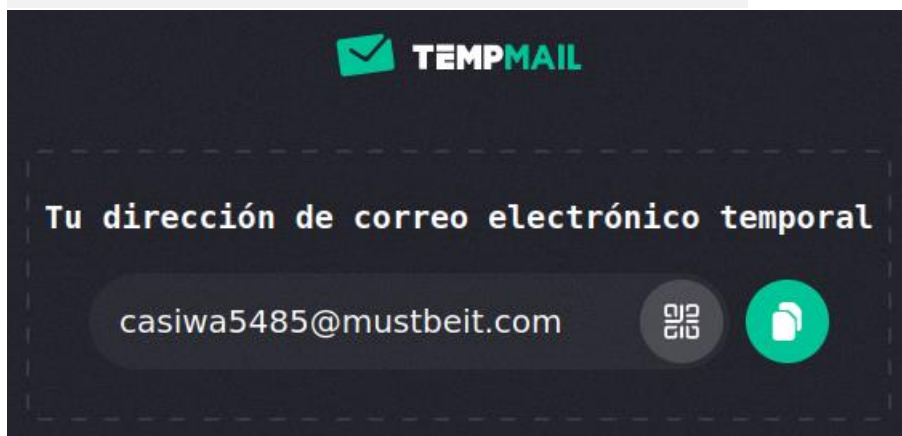 TEMPMAIL
Tu dirección de correo electrónico temporal
casiwa5485@mustbeit.com